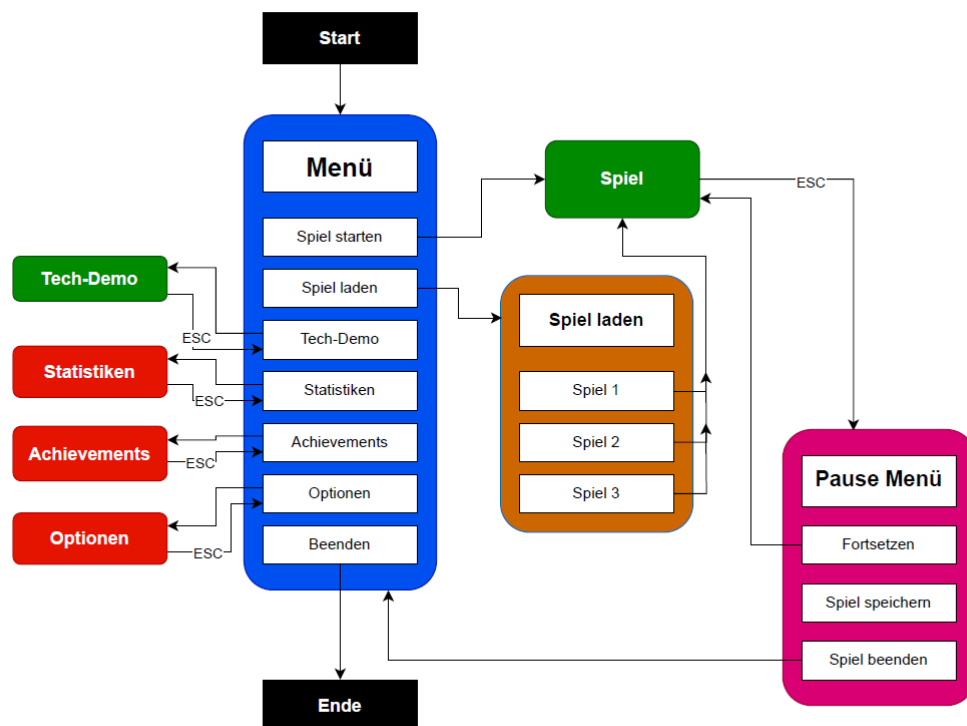 Start
Menü
Spiel starten
Spiel laden
Tech-Demo
Statistiken
Achievements
Optionen
Beenden
Ende
Tech-Demo
ESC
Statistiken
ESC
Achievements
ESC
Optionen
ESC
Spiel
ESC
Spiel laden
Spiel 1
Spiel 2
Spiel 3
Pause Menü
Fortsetzen
Spiel speichern
Spiel beenden